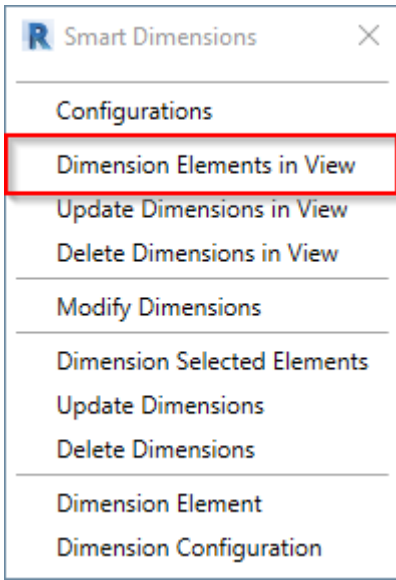 R Smart Dimensions
Configurations
Dimension Elements in View
Update Dimensions in View
Delete Dimensions in View
Modify Dimensions
Dimension Selected Elements
Update Dimensions
Delete Dimensions
Dimension Element
Dimension Configuration